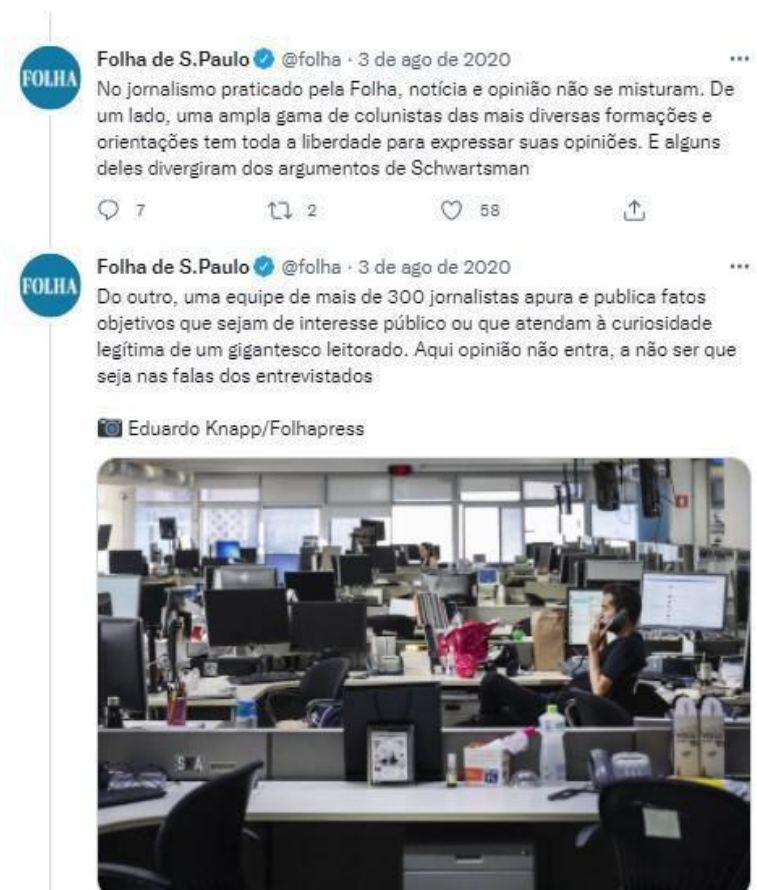 Folha de S.Paulo @folha · 3 de ago de 2020
FOLHA
No jornalismo praticado pela Folha, notícia e opinião não se misturam. De
um lado, uma ampla gama de colunistas das mais diversas formações e
orientações tem toda a liberdade para expressar suas opiniões. E alguns
deles divergiram dos argumentos de Schwartsman
7 2 58
Folha de S.Paulo @folha · 3 de ago de 2020
FOLHA
Do outro, uma equipe de mais de 300 jornalistas apura e publica fatos
objetivos que sejam de interesse público ou que atendam à curiosidade
legítima de um gigantesco leitorado. Aqui opinião não entra, a não ser que
seja nas falas dos entrevistados
Eduardo Knapp/Folhapress